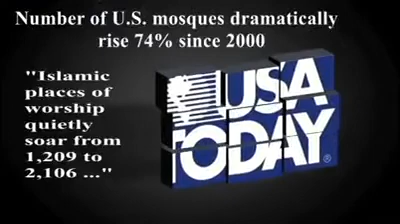 Number of U.S. mosques dramatically
rise 74% since 2000
"Islamic
places of
worship
quietly
soar from
1,209 to
2,106 ..."
USA
TODAY®